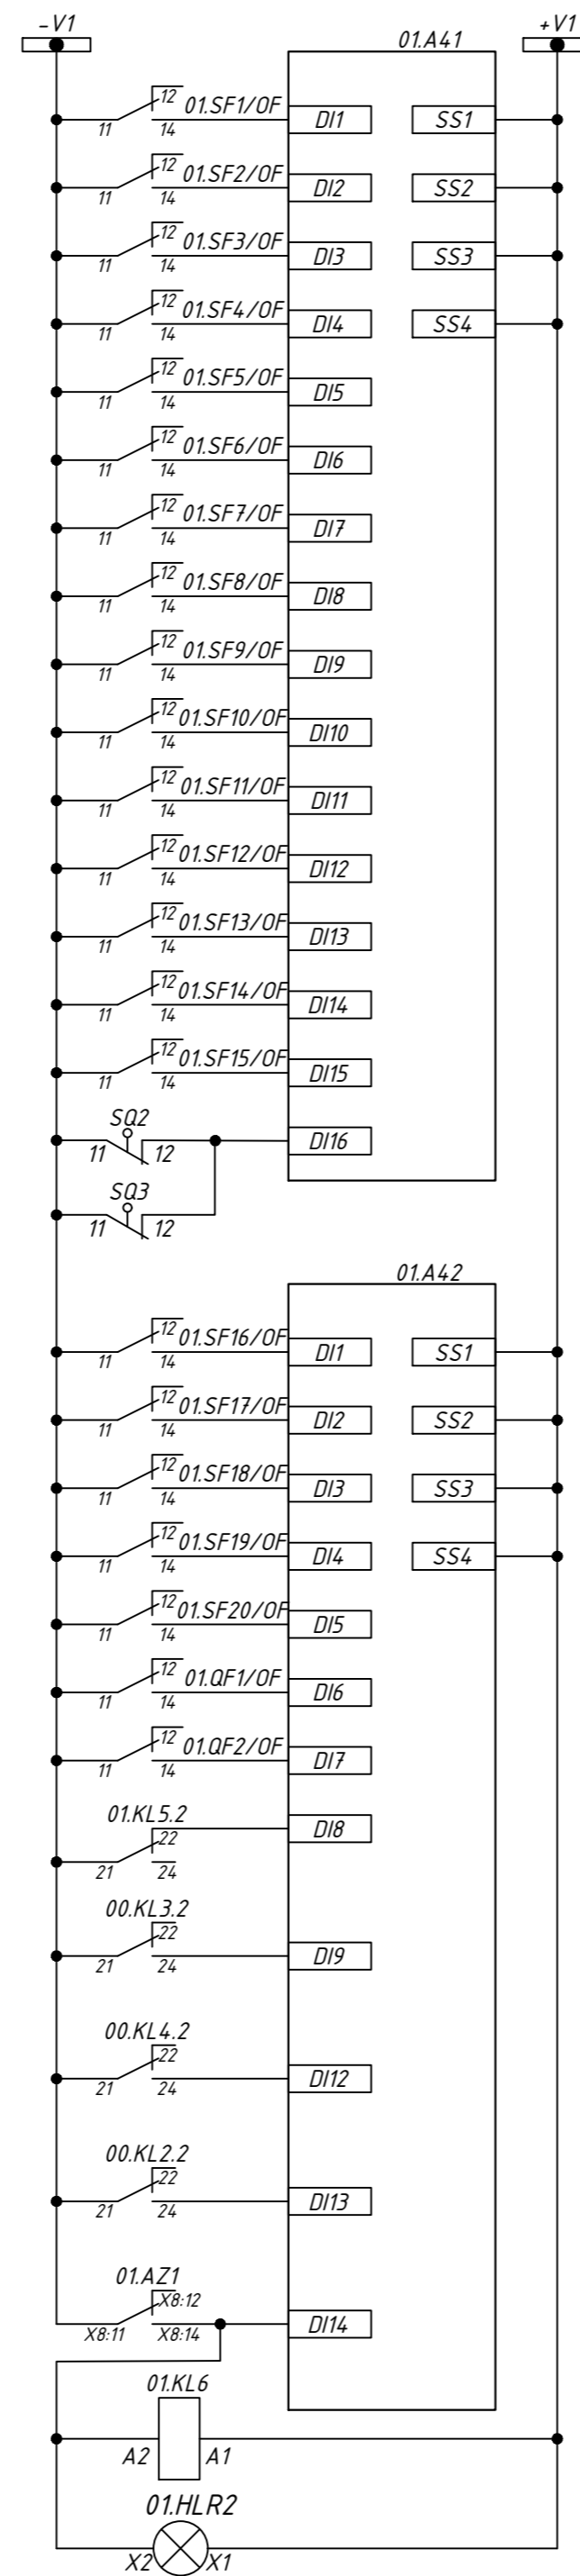 -V1 01.A41 +V1
12 01.SF1/OF DI1 SS1
11 14
12 01.SF2/OF DI2 SS2
11 14
12 01.SF3/OF DI3 SS3
11 14
12 01.SF4/OF DI4 SS4
11 14
12 01.SF5/OF DI5
11 14
12 01.SF6/OF DI6
11 14
12 01.SF7/OF DI7
11 14
12 01.SF8/OF DI8
11 14
12 01.SF9/OF DI9
11 14
12 01.SF10/OF DI10
11 14
12 01.SF11/OF DI11
11 14
12 01.SF12/OF DI12
11 14
12 01.SF13/OF DI13
11 14
12 01.SF14/OF DI14
11 14
12 01.SF15/OF DI15
11 14
SQ2
11 12 DI16
SQ3
11 12
01.A42
12 01.SF16/OF DI1 SS1
11 14
12 01.SF17/OF DI2 SS2
11 14
12 01.SF18/OF DI3 SS3
11 14
12 01.SF19/OF DI4 SS4
11 14
12 01.SF20/OF DI5
11 14
12 01.QF1/OF DI6
11 14
12 01.QF2/OF DI7
11 14
01.KL5.2
22 DI8
21 24
00.KL3.2
22 DI9
21 24
00.KL4.2
22 DI12
21 24
00.KL2.2
22 DI13
21 24
01.AZ1
X8:12 DI14
X8:11 X8:14
01.KL6
A2 A1
01.HLR2
X2 X1